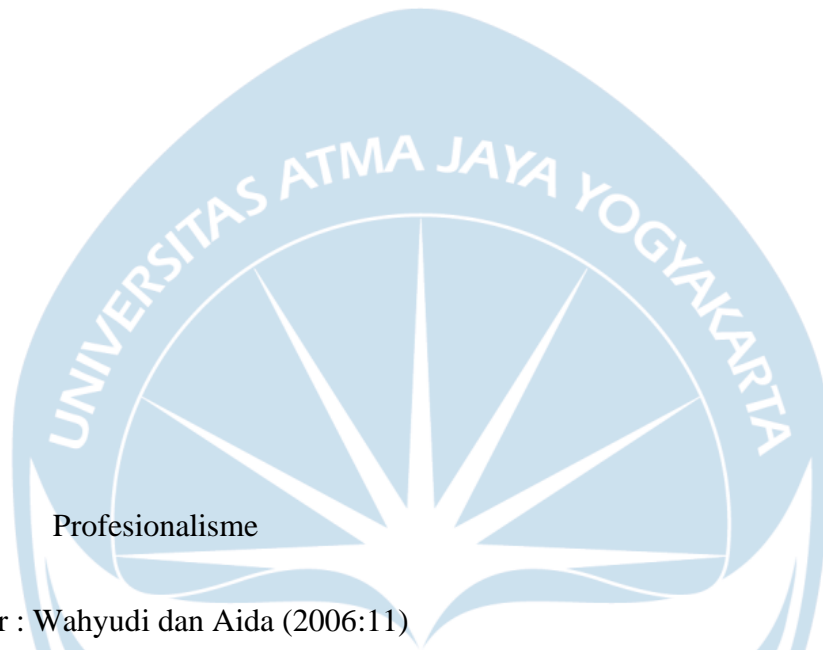 UNIVERSITAS ATMA JAYA YOGYAKARTA
Profesionalisme
r : Wahyudi dan Aida (2006:11)